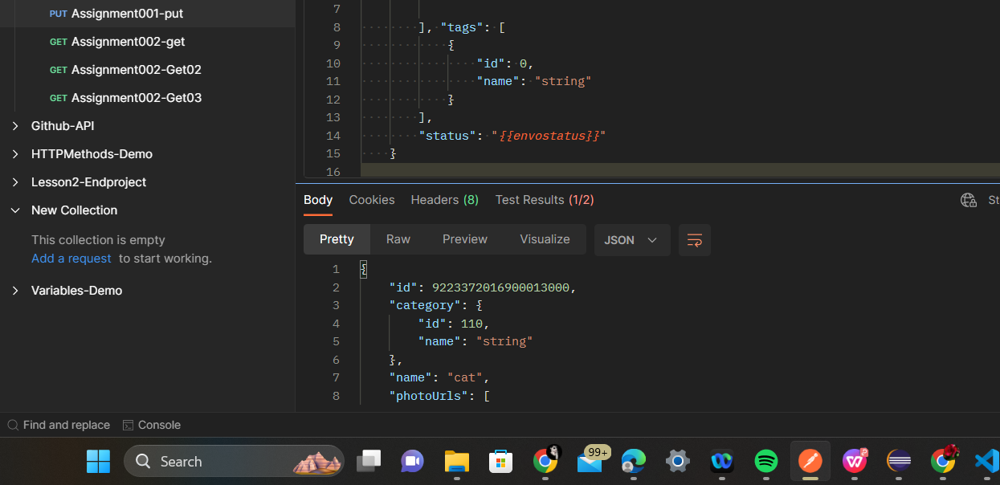 PUT Assignment001-put
GET Assignment002-get
GET Assignment002-Get02
GET Assignment002-Get03
Github-API
HTTPMethods-Demo
Lesson2-Endproject
New Collection
This collection is empty
Add a request to start working.
Variables-Demo
7
8 ], "tags": [
9 {
10 "id": 0,
11 "name": "string"
12 }
13 ],
14 "status": "{{envostatus}}"
15 }
16
Body Cookies Headers (8) Test Results (1/2) St
Pretty Raw Preview Visualize JSON
1 {
2 "id": 9223372016900013000,
3 "category": {
4 "id": 110,
5 "name": "string"
6 },
7 "name": "cat",
8 "photoUrls": [
Find and replace Console
Search
99+
2